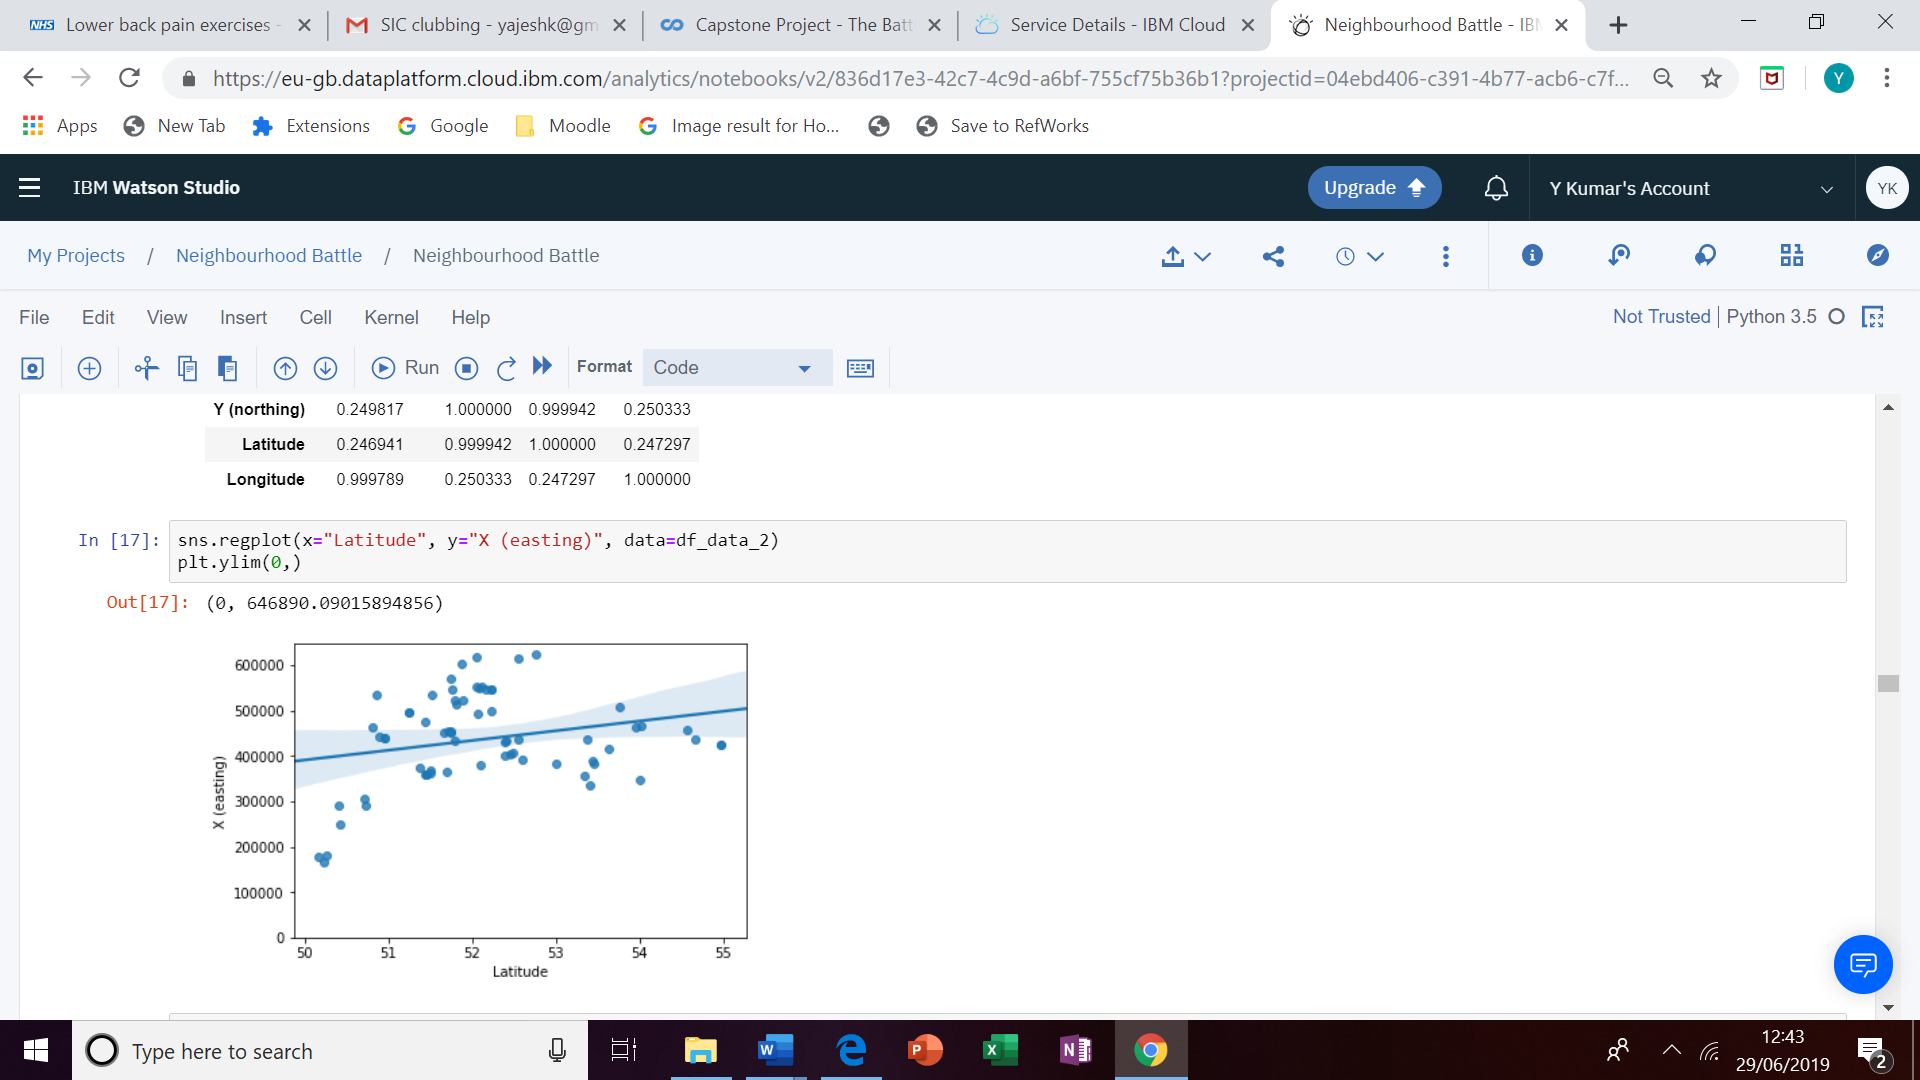 NHS Lower back pain exercises - SIC clubbing - yajeshk@gm Capstone Project - The Batt Service Details - IBM Cloud Neighbourhood Battle - IBM
https://eu-gb.dataplatform.cloud.ibm.com/analytics/notebooks/v2/836d17e3-42c7-4c9d-a6bf-755cf75b36b1?projectid=04ebd406-c391-4b77-acb6-c7f... Y
Apps New Tab Extensions Google Moodle Image result for Ho... Save to RefWorks
IBM Watson Studio Upgrade Y Kumar's Account YK
My Projects / Neighbourhood Battle / Neighbourhood Battle
File Edit View Insert Cell Kernel Help Not Trusted | Python 3.5
Run Format Code
Y (northing) 0.249817 1.000000 0.999942 0.250333
Latitude 0.246941 0.999942 1.000000 0.247297
Longitude 0.999789 0.250333 0.247297 1.000000
In [17]: sns.regplot(x="Latitude", y="X (easting)", data=df_data_2)
plt.ylim(0,)
Out[17]: (0, 646890.09015894856)
600000
500000
400000
300000
200000
100000
0
X (easting)
50 51 52 53 54 55
Latitude
Type here to search
12:43
29/06/2019
2